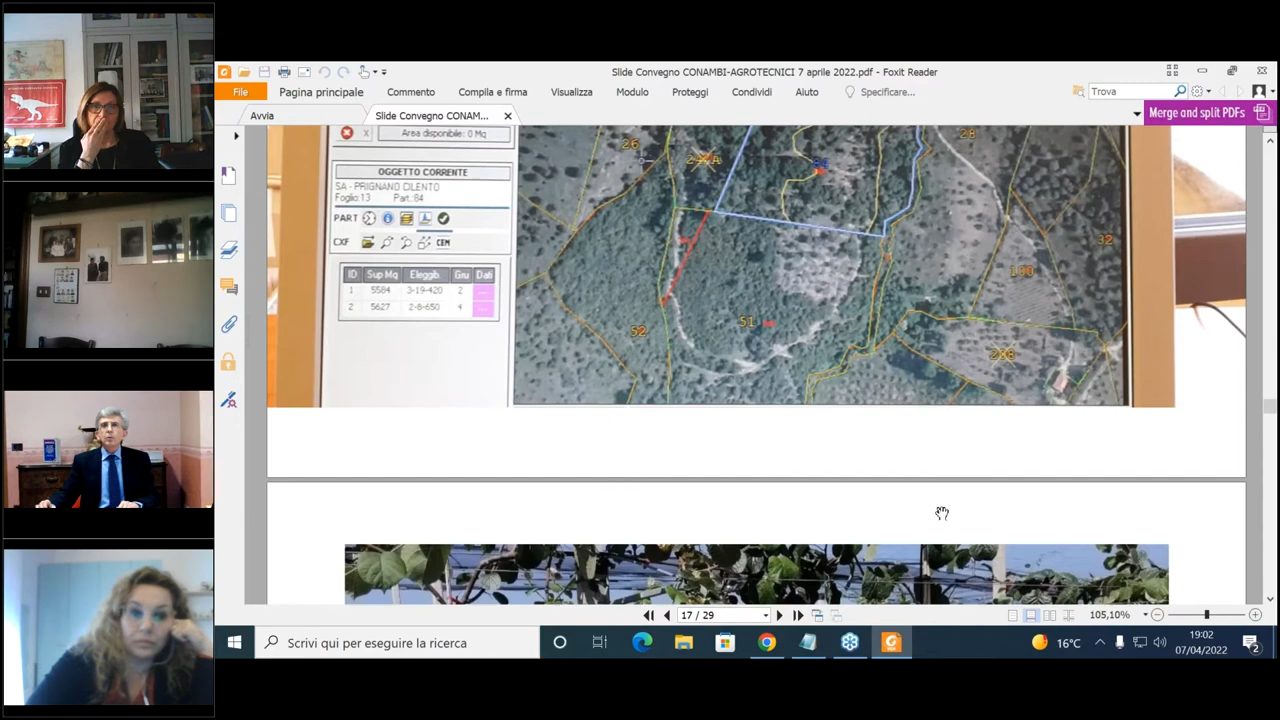 Slide Convegno CONAMBI-AGROTECNICI 7 aprile 2022.pdf - Foxit Reader
File Pagina principale Commento Compila e firma Visualizza Modulo Proteggi Condividi Aiuto Specificare... Trova
Avvia Slide Convegno CONAM... Merge and split PDFs
x Area disponibile: 0 Mq
OGGETTO CORRENTE
SA - PRIGNANO CILENTO
Foglio:13 Part.:84
PART
CXF CEM
ID Sup Mq Eleggib. Gru Dati
1 5584 3-19-420 2
2 5627 2-8-650 4
26
28
32
52
51
17 / 29 105,10%
Scrivi qui per eseguire la ricerca
16°C
19:02
07/04/2022
2